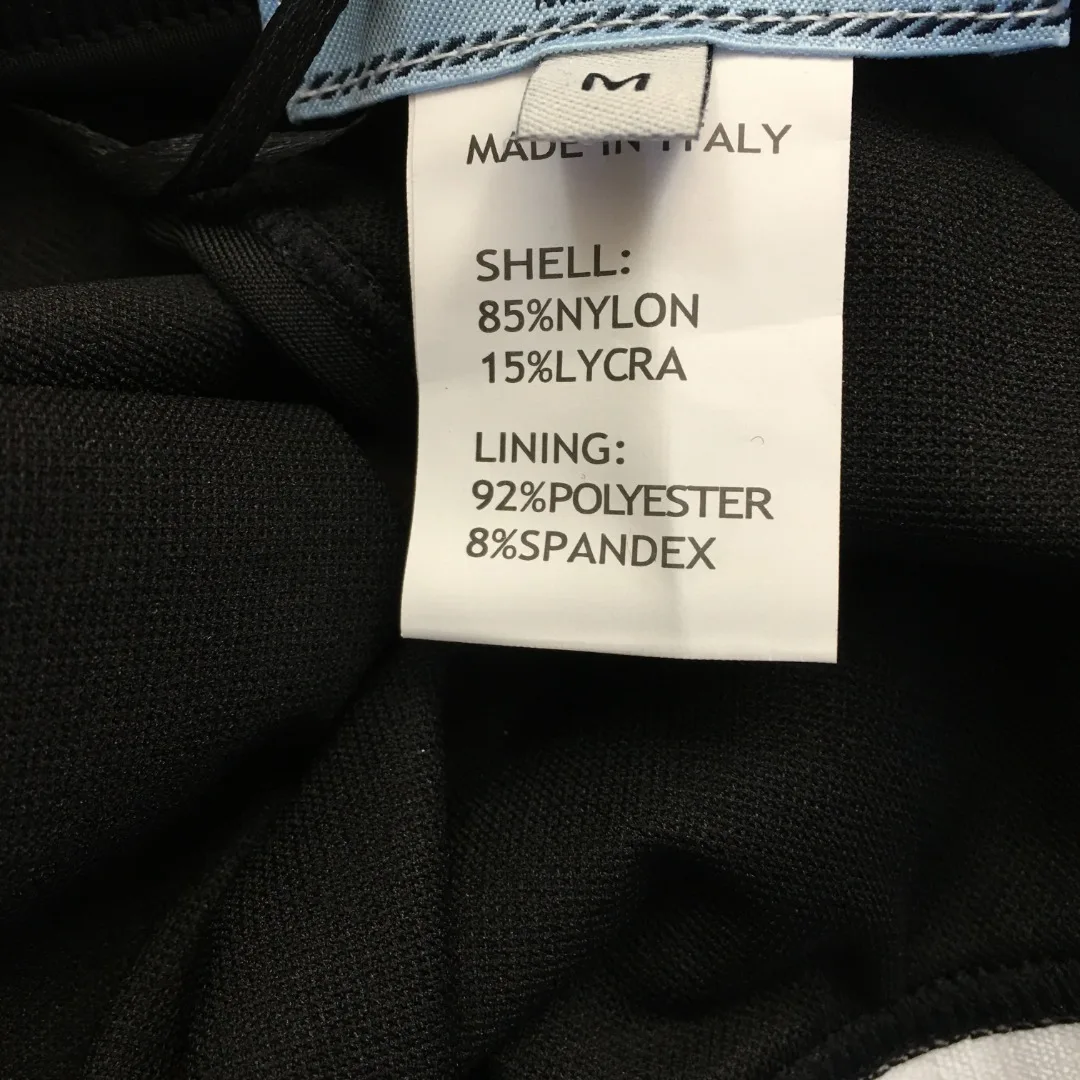 M
MADE IN ITALY
SHELL:
85%NYLON
15%LYCRA
LINING:
92%POLYESTER
8%SPANDEX